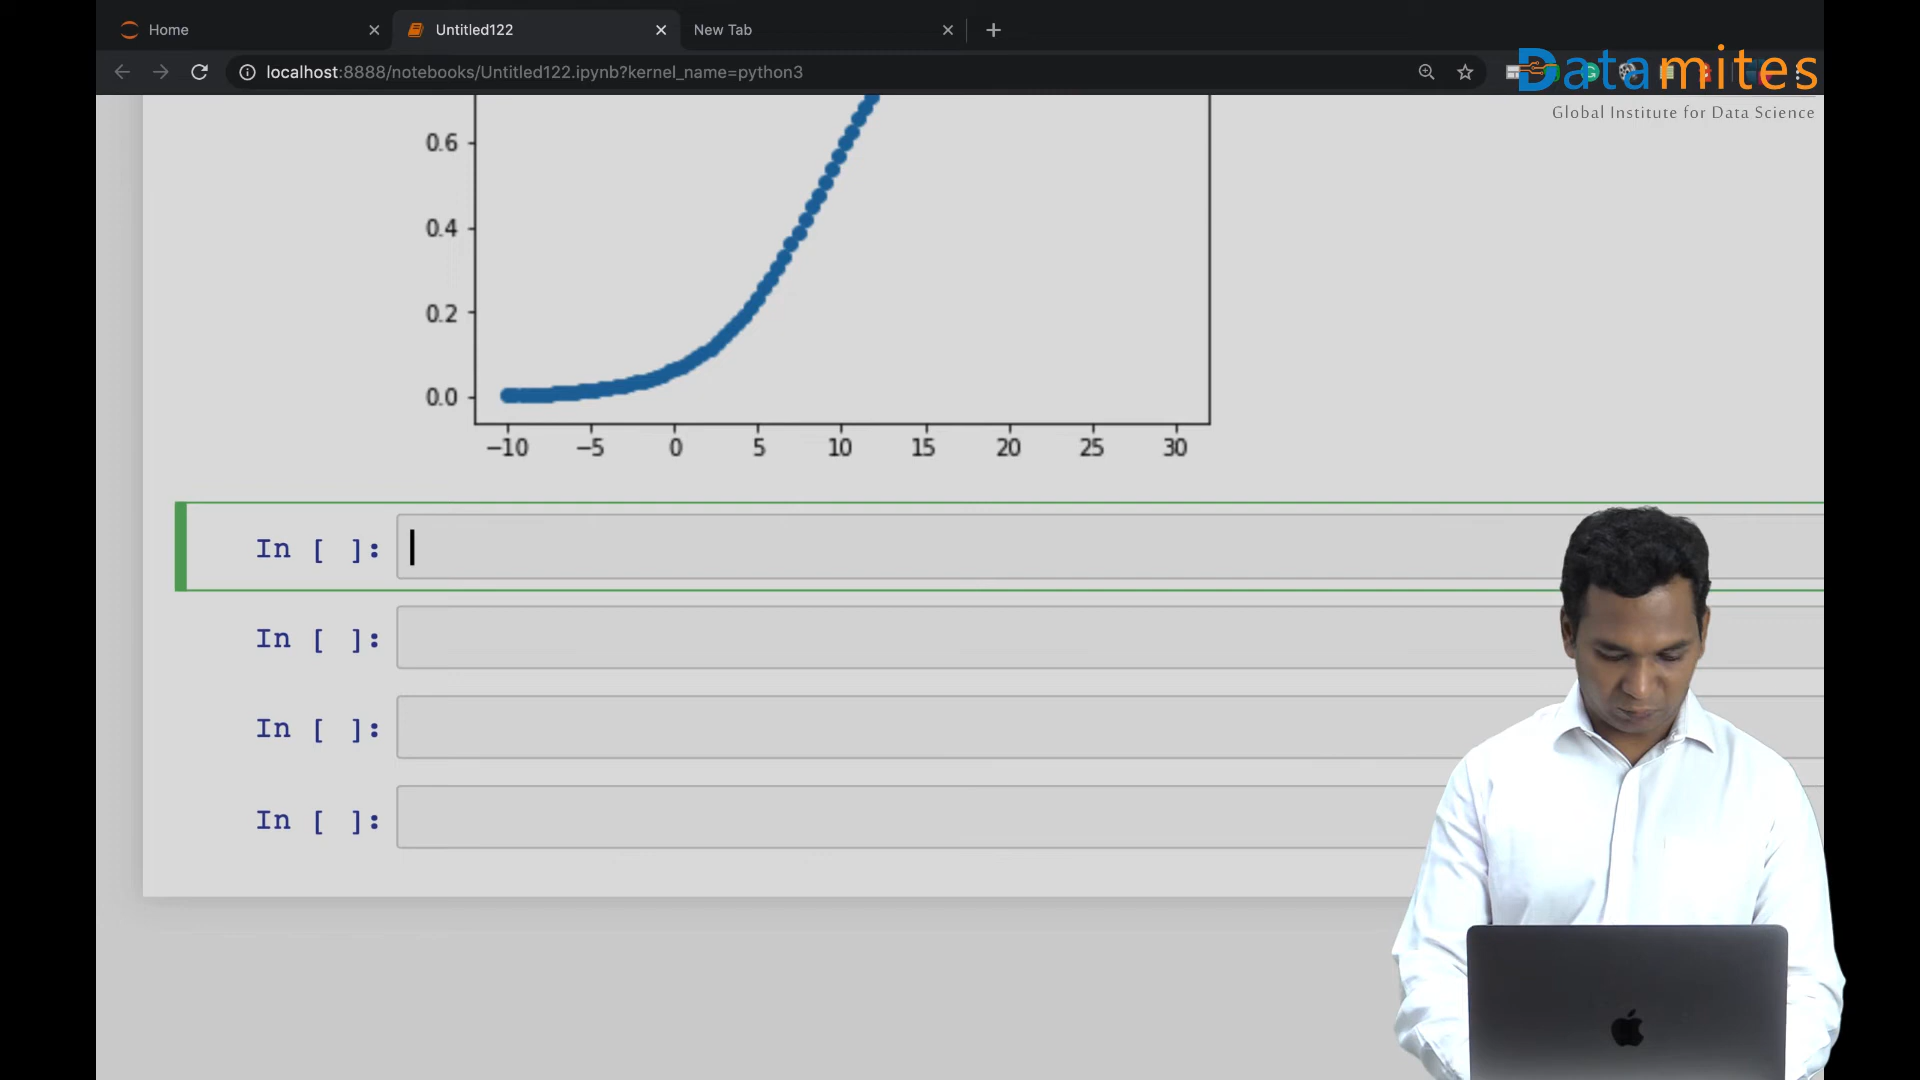 Home
Untitled122
New Tab
localhost:8888/notebooks/Untitled122.ipynb?kernel_name=python3
Datamites
Global Institute for Data Science
0.6
0.4
0.2
0.0
−10 −5 0 5 10 15 20 25 30
In [ ]:
In [ ]:
In [ ]:
In [ ]: